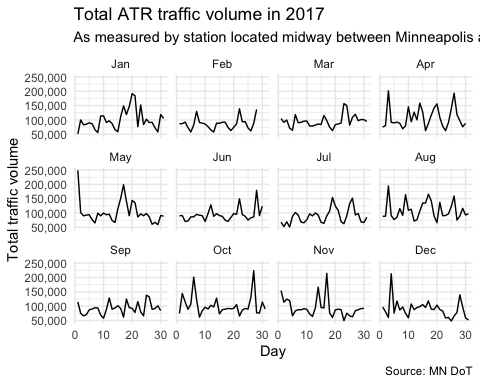 Total ATR traffic volume in 2017
As measured by station located midway between Minneapolis a
Jan Feb Mar Apr
250,000
200,000
150,000
100,000
50,000
May Jun Jul Aug
250,000
200,000
150,000
100,000
50,000
Sep Oct Nov Dec
250,000
200,000
150,000
100,000
50,000
0 10 20 30 0 10 20 30 0 10 20 30 0 10 20 30
Total traffic volume
Day
Source: MN DoT